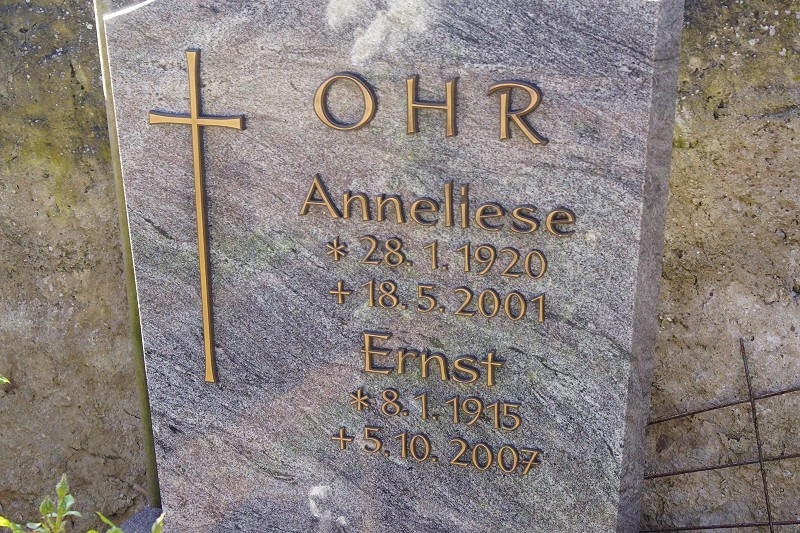 OHR
Anneliese
* 28. 1. 1920
+ 18. 5. 2001
Ernst
* 8. 1. 1915
+ 5. 10. 2007